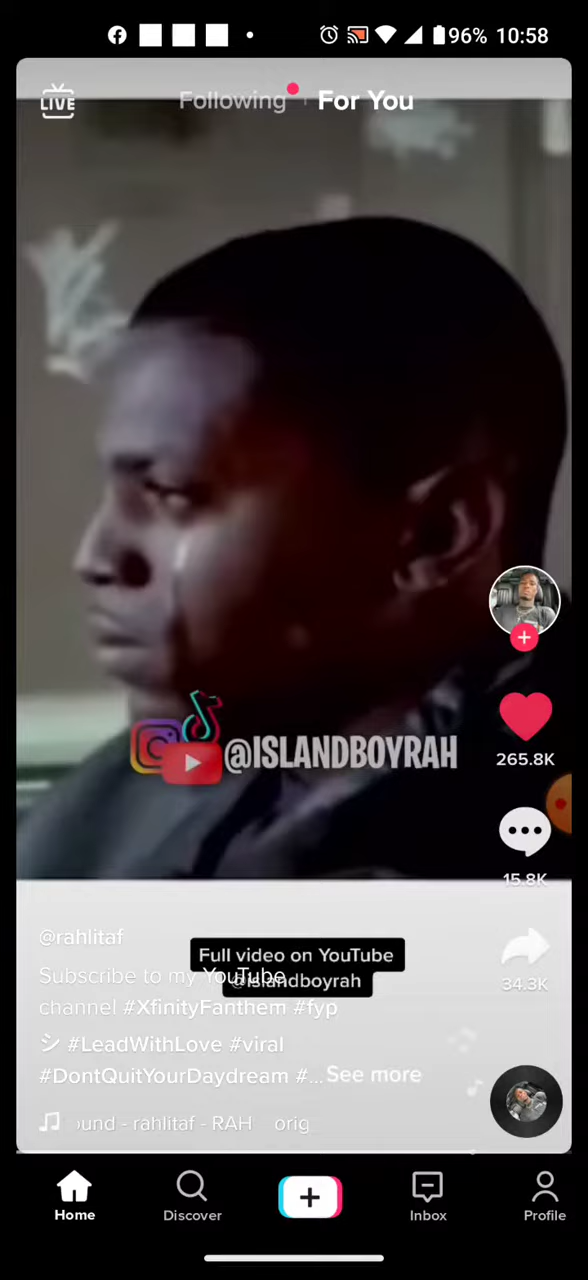 96% 10:58
LIVE
Following
For You
@ISLANDBOYRAH
265.8K
15.8K
34.3K
@rahlitaf
Full video on YouTube
@islandboyrah
Subscribe to my YouTube
channel #XfinityFanthem #fyp
シ #LeadWithLove #viral
#DontQuitYourDaydream #... See more
ound - rahlitaf - RAH orig
Home
Discover
Inbox
Profile